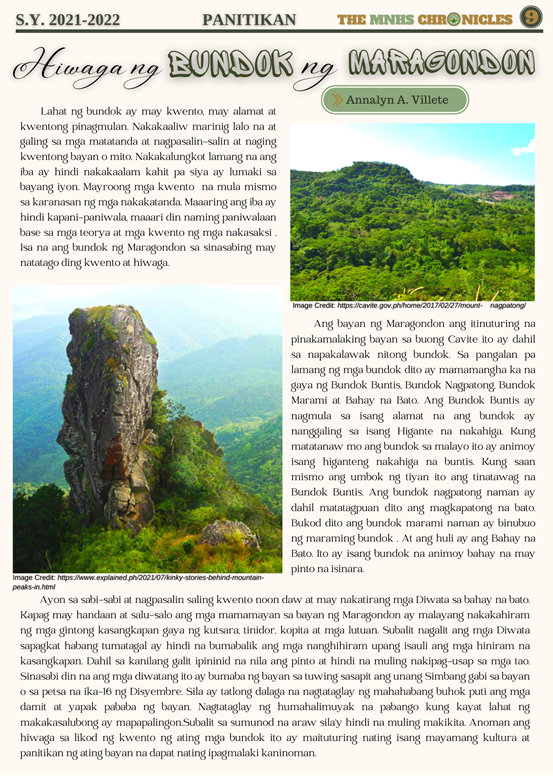 S.Y. 2021-2022
PANITIKAN
THE MNHS CHRONICLES 9
Hiwaga ng BUNDOK ng MARAGONDON
Annalyn A. Villete
Lahat ng bundok ay may kwento, may alamat at
kwentong pinagmulan. Nakakaaliw marinig lalo na at
galing sa mga matatanda at nagpasalin-salin at naging
kwentong bayan o mito. Nakakalungkot lamang na ang
iba ay hindi nakakaalam kahit pa siya ay lumaki sa
bayang iyon. Mayroong mga kwento na mula mismo
sa karanasan ng mga nakakatanda. Maaaring ang iba ay
hindi kapani-paniwala, maaari din naming paniwalaan
base sa mga teorya at mga kwento ng mga nakasaksi .
Isa na ang bundok ng Maragondon sa sinasabing may
natatago ding kwento at hiwaga.
Image Credit: https://cavite.gov.ph/home/2017/02/27/mount- nagpatong/
Ang bayan ng Maragondon ang itinuturing na
pinakamalaking bayan sa buong Cavite ito ay dahil
sa napakalawak nitong bundok. Sa pangalan pa
lamang ng mga bundok dito ay mamamangha ka na
gaya ng Bundok Buntis, Bundok Nagpatong, Bundok
Marami at Bahay na Bato. Ang Bundok Buntis ay
nagmula sa isang alamat na ang bundok ay
nanggaling sa isang Higante na nakahiga. Kung
matatanaw mo ang bundok sa malayo ito ay animoy
isang higanteng nakahiga na buntis. Kung saan
mismo ang umbok ng tiyan ito ang tinatawag na
Bundok Buntis. Ang bundok nagpatong naman ay
dahil matatagpuan dito ang magkapatong na bato.
Bukod dito ang bundok marami naman ay binubuo
ng maraming bundok . At ang huli ay ang Bahay na
Bato. Ito ay isang bundok na animoy bahay na may
pinto na isinara.
Image Credit: https://www.explained.ph/2021/07/kinky-stories-behind-mountain-
peaks-in.html
Ayon sa sabi-sabi at nagpasalin saling kwento noon daw at may nakatirang mga Diwata sa bahay na bato.
Kapag may handaan at salu-salo ang mga mamamayan sa bayan ng Maragondon ay malayang nakakahiram
ng mga gintong kasangkapan gaya ng kutsara, tinidor, kopita at mga lutuan. Subalit nagalit ang mga Diwata
sapagkat habang tumatagal ay hindi na bumabalik ang mga nanghihiram upang isauli ang mga hiniram na
kasangkapan. Dahil sa kanilang galit ipininid na nila ang pinto at hindi na muling nakipag-usap sa mga tao.
Sinasabi din na ang mga diwatang ito ay bumaba ng bayan sa tuwing sasapit ang unang Simbang gabi sa bayan
o sa petsa na ika-16 ng Disyembre. Sila ay tatlong dalaga na nagtataglay ng mahahabang buhok puti ang mga
damit at yapak pababa ng bayan. Nagtataglay ng humahalimuyak na pabango kung kayat lahat ng
makakasalubong ay mapapalingon.Subalit sa sumunod na araw sila'y hindi na muling makikita. Anoman ang
hiwaga sa likod ng kwento ng ating mga bundok ito ay maituturing nating isang mayamang kultura at
panitikan ng ating bayan na dapat nating ipagmalaki kaninoman.